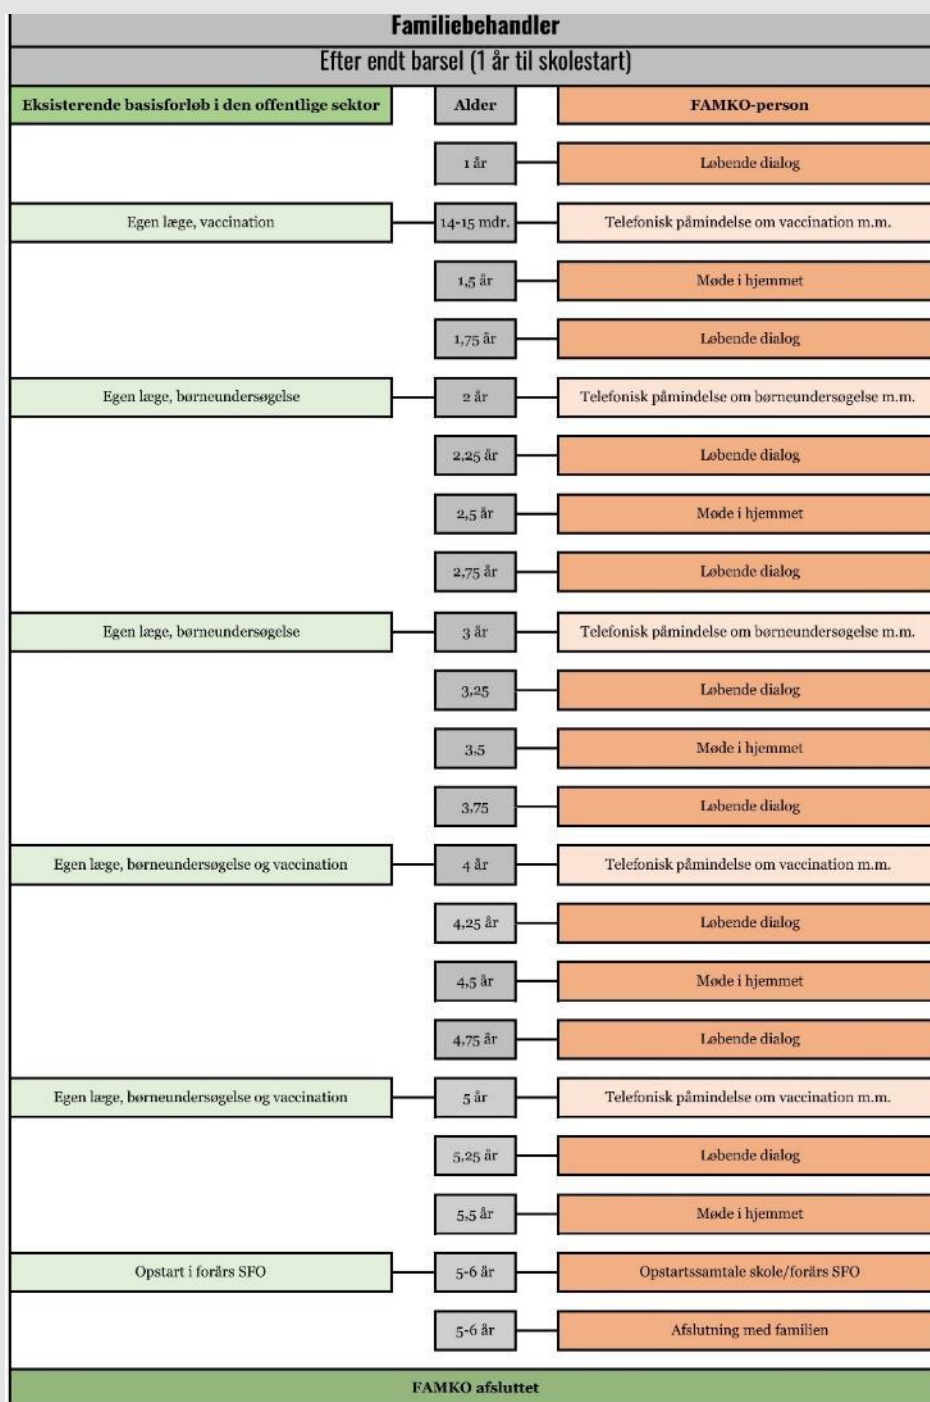 Familiebehandler
Efter endt barsel (1 år til skolestart)
Eksisterende basisforløb i den offentlige sektor Alder FAMKO-person
1 år Løbende dialog
Egen læge, vaccination 14-15 mdr. Telefonisk påmindelse om vaccination m.m.
1,5 år Møde i hjemmet
1,75 år Løbende dialog
Egen læge, børneundersøgelse 2 år Telefonisk påmindelse om børneundersøgelse m.m.
2,25 år Løbende dialog
2,5 år Møde i hjemmet
2,75 år Løbende dialog
Egen læge, børneundersøgelse 3 år Telefonisk påmindelse om børneundersøgelse m.m.
3,25 Løbende dialog
3,5 Møde i hjemmet
3,75 Løbende dialog
Egen læge, børneundersøgelse og vaccination 4 år Telefonisk påmindelse om vaccination m.m.
4,25 år Løbende dialog
4,5 år Møde i hjemmet
4,75 år Løbende dialog
Egen læge, børneundersøgelse og vaccination 5 år Telefonisk påmindelse om vaccination m.m.
5,25 år Løbende dialog
5,5 år Møde i hjemmet
Opstart i forårs SFO 5-6 år Opstartssamtale skole/forårs SFO
5-6 år Afslutning med familien
FAMKO afsluttet